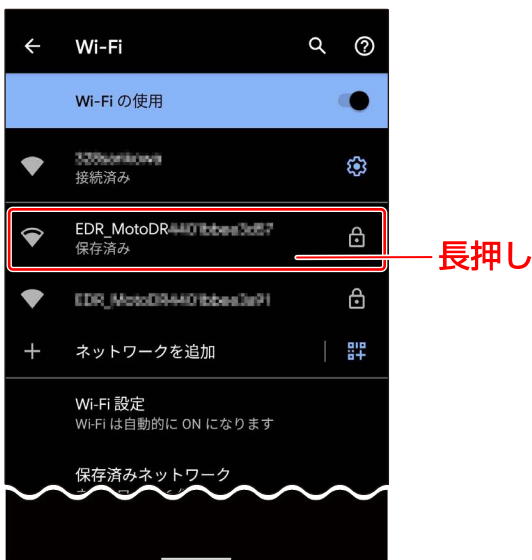 Wi-Fi
Wi-Fi の使用
接続済み
EDR_MotoDR
保存済み
長押し
ネットワークを追加
Wi-Fi 設定
Wi-Fi は自動的に ON になります
保存済みネットワーク